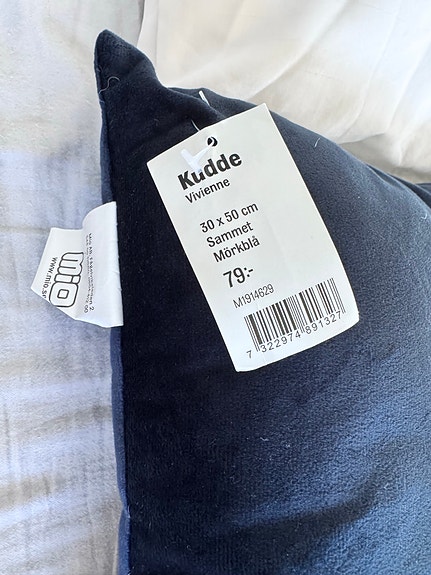 Kudde
Vivienne
30 x 50 cm
Sammet
Mörkblå
79:-
M1914629
7 322974 891327
mio
www.mio.se